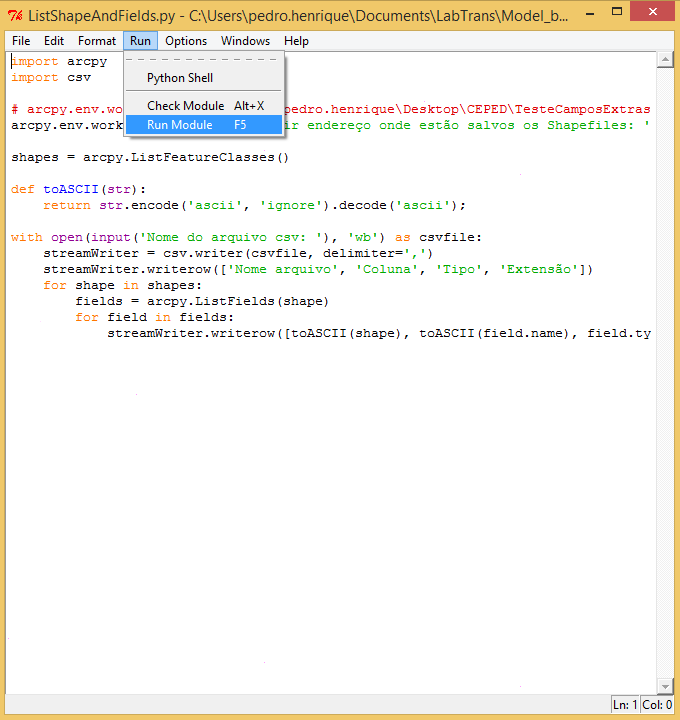 ListShapeAndFields.py - C:\Users\pedro.henrique\Documents\LabTrans\Model_b...
File Edit Format Run Options Windows Help
import arcpy
import csv
Python Shell
Check Module Alt+X
Run Module F5
# arcpy.env.wo pedro.henrique\Desktop\CEPED\TesteCamposExtras
arcpy.env.work ir endereço onde estão salvos os Shapefiles: '
shapes = arcpy.ListFeatureClasses()
def toASCII(str):
return str.encode('ascii', 'ignore').decode('ascii');
with open(input('Nome do arquivo csv: '), 'wb') as csvfile:
streamWriter = csv.writer(csvfile, delimiter=',')
streamWriter.writerow(['Nome arquivo', 'Coluna', 'Tipo', 'Extensão'])
for shape in shapes:
fields = arcpy.ListFields(shape)
for field in fields:
streamWriter.writerow([toASCII(shape), toASCII(field.name), field.ty
Ln: 1 Col: 0